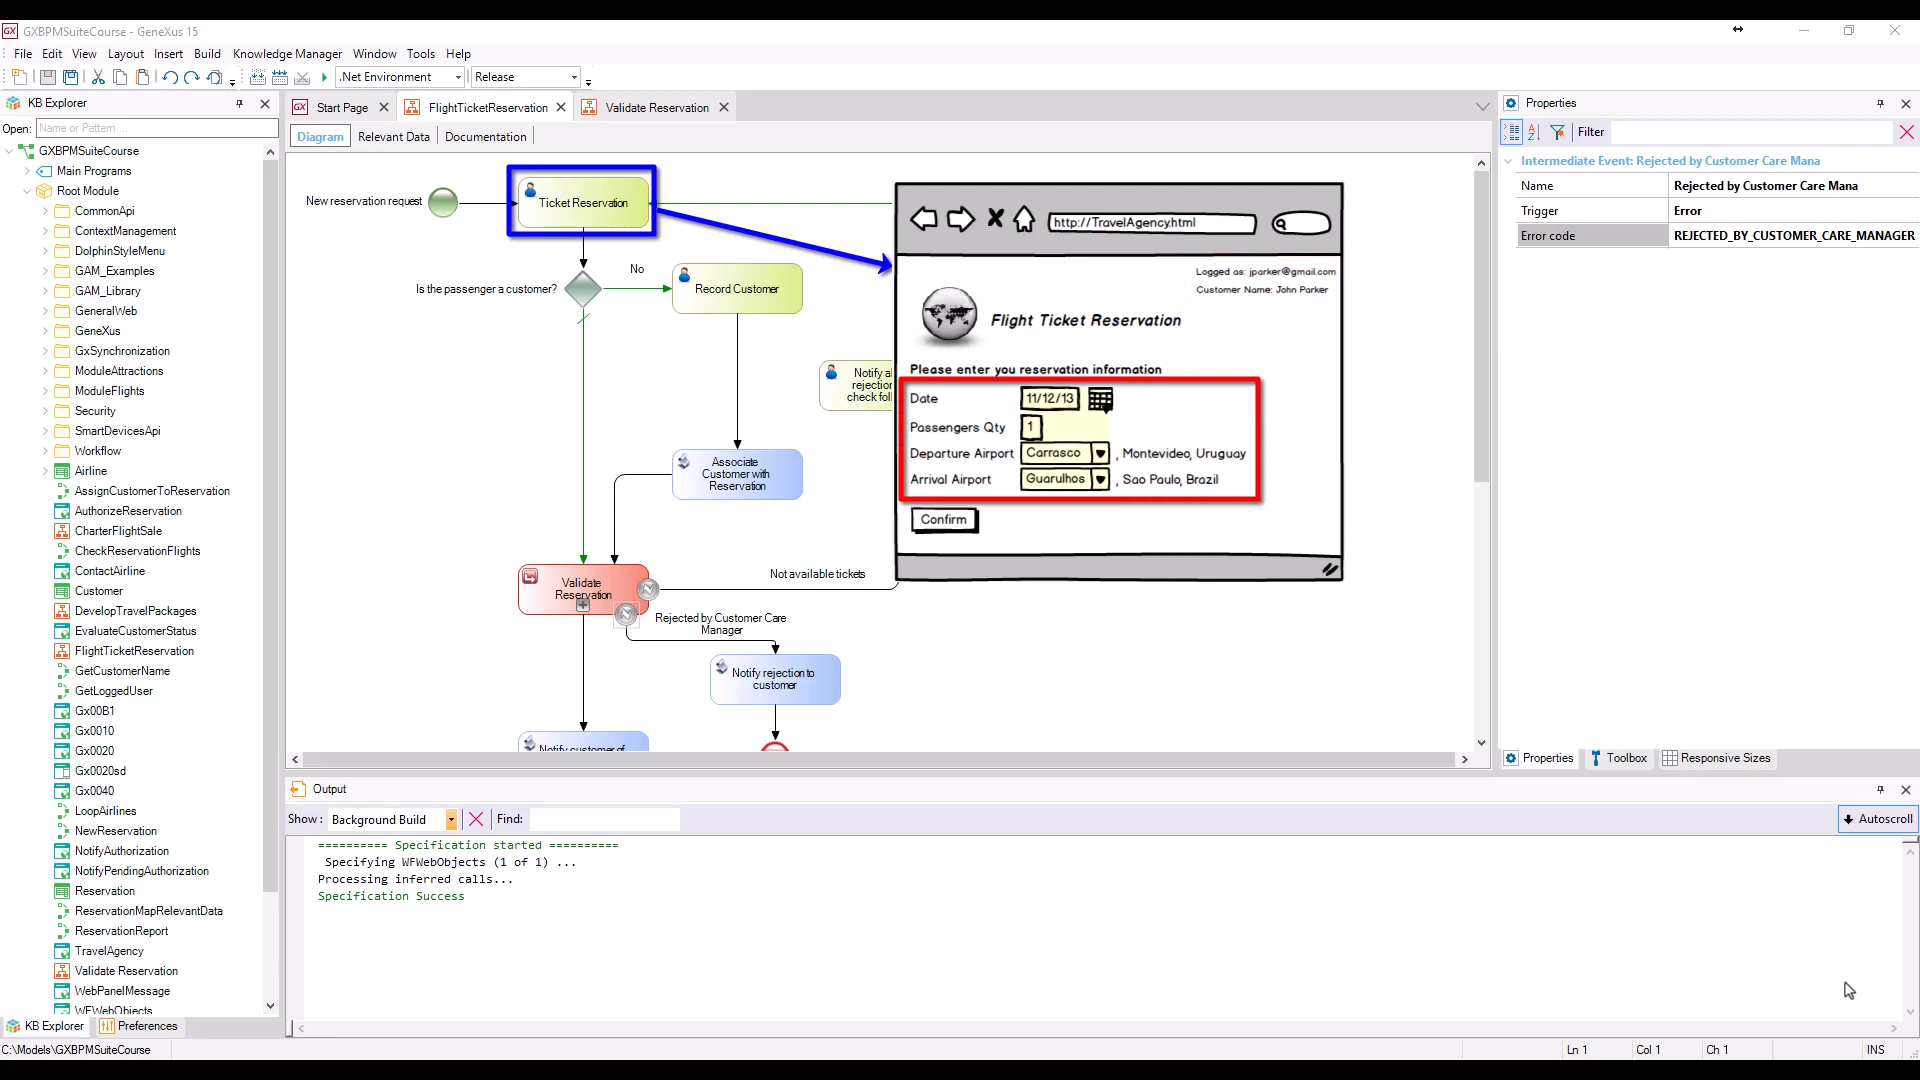 GXBPMSuiteCourse - GeneXus 15
File Edit View Layout Insert Build Knowledge Manager Window Tools Help
.Net Environment
Release
KB Explorer
Open: Name or Pattern ...
GXBPMSuiteCourse
Main Programs
Root Module
CommonApi
ContextManagement
DolphinStyleMenu
GAM_Examples
GAM_Library
GeneralWeb
GeneXus
GxSynchronization
ModuleAttractions
ModuleFlights
Security
SmartDevicesApi
Workflow
Airline
AssignCustomerToReservation
AuthorizeReservation
CharterFlightSale
CheckReservationFlights
ContactAirline
Customer
DevelopTravelPackages
EvaluateCustomerStatus
FlightTicketReservation
GetCustomerName
GetLoggedUser
Gx00B1
Gx0010
Gx0020
Gx0020sd
Gx0040
LoopAirlines
NewReservation
NotifyAuthorization
NotifyPendingAuthorization
Reservation
ReservationMapRelevantData
ReservationReport
TravelAgency
Validate Reservation
WebPanelMessage
WFWebObjects
KB Explorer Preferences
C:\Models\GXBPMSuiteCourse
Start Page FlightTicketReservation Validate Reservation
Diagram Relevant Data Documentation
New reservation request
Ticket Reservation
Is the passenger a customer?
No
Record Customer
Notify
rejection
check
Associate
Customer with
Reservation
Validate
Reservation
Not available tickets
Rejected by Customer Care
Manager
Notify rejection to
customer
Notify customer of
http://TravelAgency.html
Logged as: jparker@gmail.com
Customer Name: John Parker
Flight Ticket Reservation
Please enter you reservation information
Date 11/12/13
Passengers Qty 1
Departure Airport Carrasco , Montevideo, Uruguay
Arrival Airport Guarulhos , Sao Paulo, Brazil
Confirm
Output
Show : Background Build Find:
Autoscroll
========== Specification started ==========
Specifying WFWebObjects (1 of 1) ...
Processing inferred calls...
Specification Success
Properties
Filter
Intermediate Event: Rejected by Customer Care Mana
Name Rejected by Customer Care Mana
Trigger Error
Error code REJECTED_BY_CUSTOMER_CARE_MANAGER
Properties Toolbox Responsive Sizes
Ln 1 Col 1 Ch 1 INS